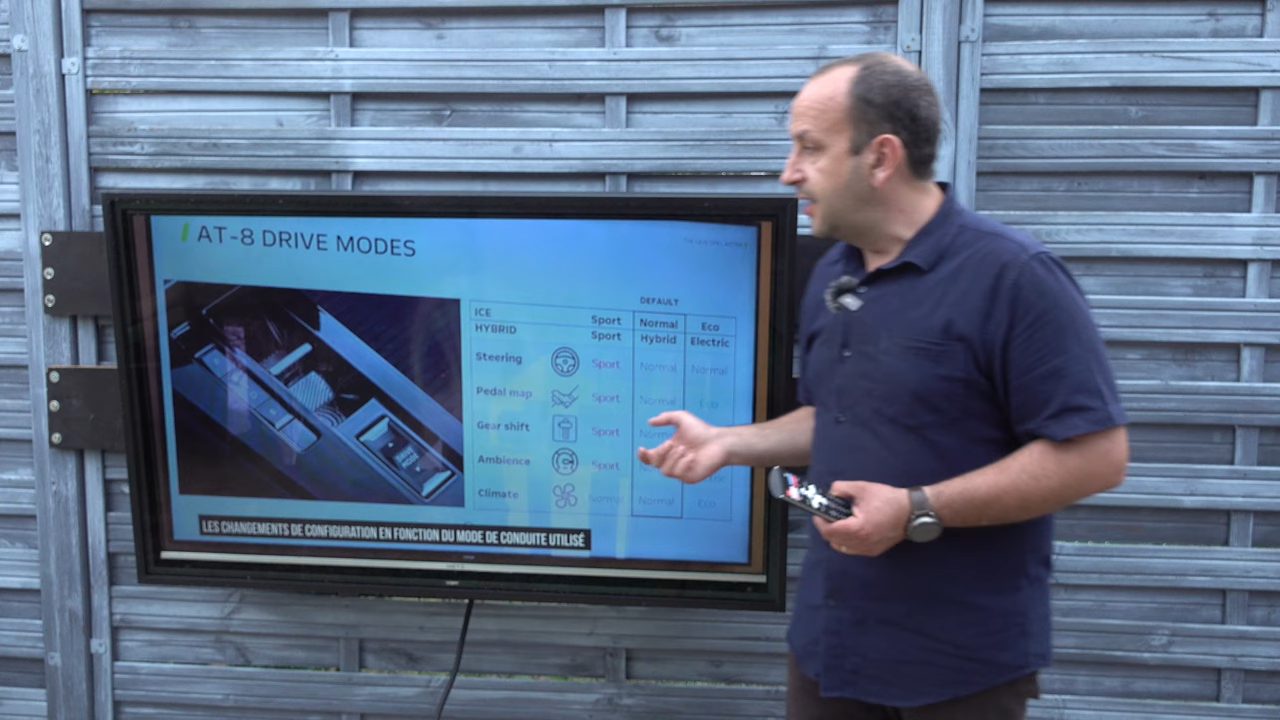 AT-8 DRIVE MODES
DEFAULT
ICE Sport Normal Eco
HYBRID Sport Hybrid Electric
Steering Sport Normal Normal
Pedal map Sport Normal Eco
Gear shift Sport
Ambience Sport
Climate Normal Normal Eco
LES CHANGEMENTS DE CONFIGURATION EN FONCTION DU MODE DE CONDUITE UTILISÉ